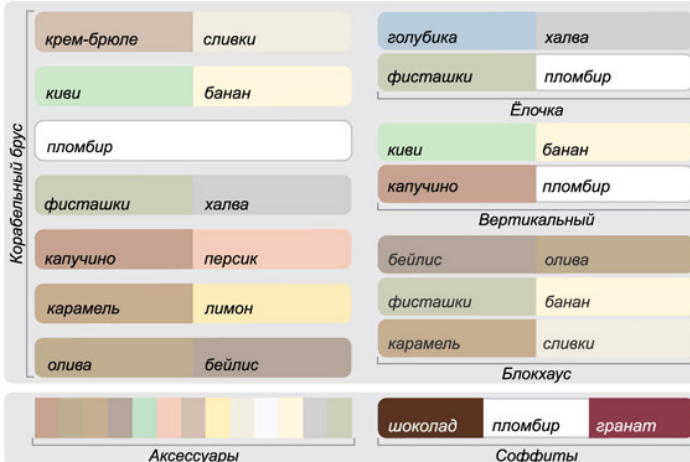 Корабельный брус
крем-брюле сливки
киви банан
пломбир
фисташки халва
капучино персик
карамель лимон
олива бейлис
голубика халва
фисташки пломбир
Ёлочка
киви банан
капучино пломбир
Вертикальный
бейлис олива
фисташки банан
карамель сливки
Блокхаус
Аксессуары
шоколад пломбир гранат
Соффиты